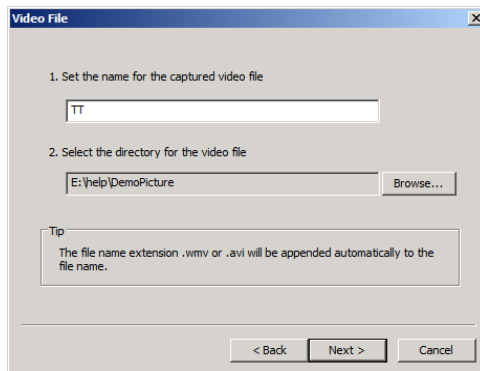 Video File
1. Set the name for the captured video file
TT
2. Select the directory for the video file
E:\help\DemoPicture
Browse...
Tip
The file name extension .wmv or .avi will be appended automatically to the
file name.
< Back
Next >
Cancel